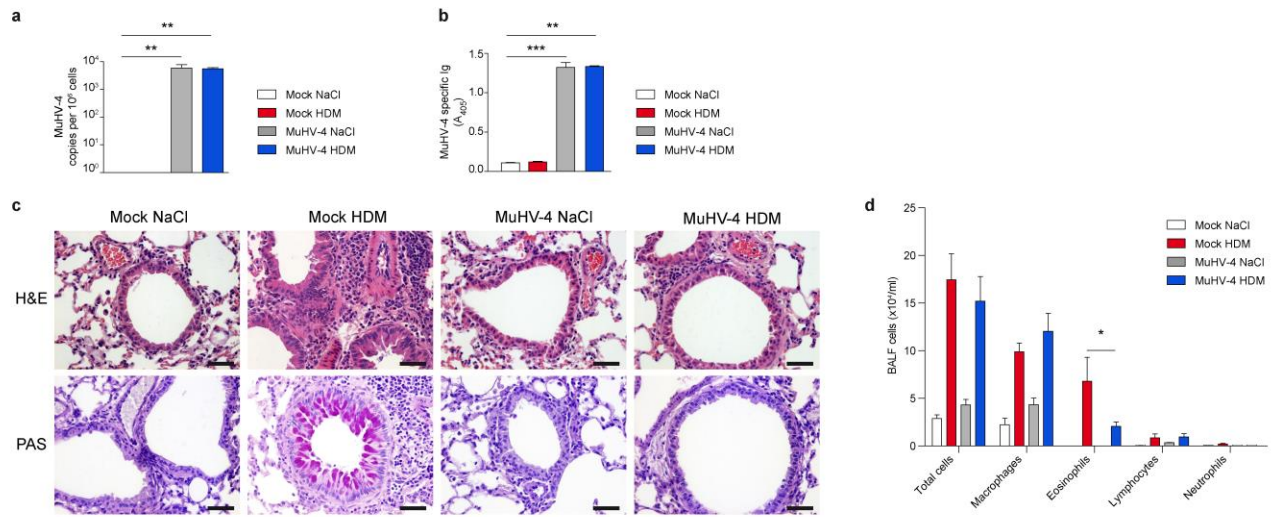 a
**
**
MuHV-4
copies per 10⁶ cells
10⁴
10³
10²
10¹
10⁰
Mock NaCl
Mock HDM
MuHV-4 NaCl
MuHV-4 HDM
b
**
***
MuHV-4 specific Ig
(A₄₀₅)
1.5
1.0
0.5
0.0
Mock NaCl
Mock HDM
MuHV-4 NaCl
MuHV-4 HDM
c
Mock NaCl Mock HDM MuHV-4 NaCl MuHV-4 HDM
H&E
PAS
d
BALF cells (x10⁴/ml)
25
20
15
10
5
0
Mock NaCl
Mock HDM
MuHV-4 NaCl
MuHV-4 HDM
*
Total cells
Macrophages
Eosinophils
Lymphocytes
Neutrophils